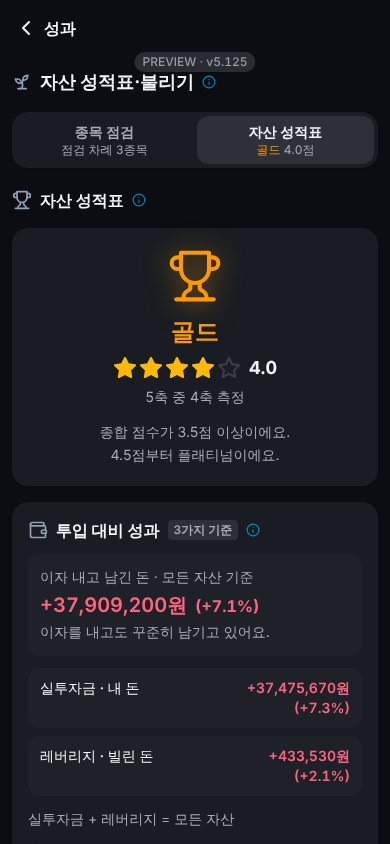 성과
PREVIEW · v5.125
자산 성적표·불리기
종목 점검
점검 차례 3종목
자산 성적표
골드 4.0점
자산 성적표
골드
4.0
5축 중 4축 측정
종합 점수가 3.5점 이상이에요.
4.5점부터 플래티넘이에요.
투입 대비 성과 3가지 기준
이자 내고 남긴 돈 · 모든 자산 기준
+37,909,200원 (+7.1%)
이자를 내고도 꾸준히 남기고 있어요.
실투자금 · 내 돈
+37,475,670원
(+7.3%)
레버리지 · 빌린 돈
+433,530원
(+2.1%)
실투자금 + 레버리지 = 모든 자산